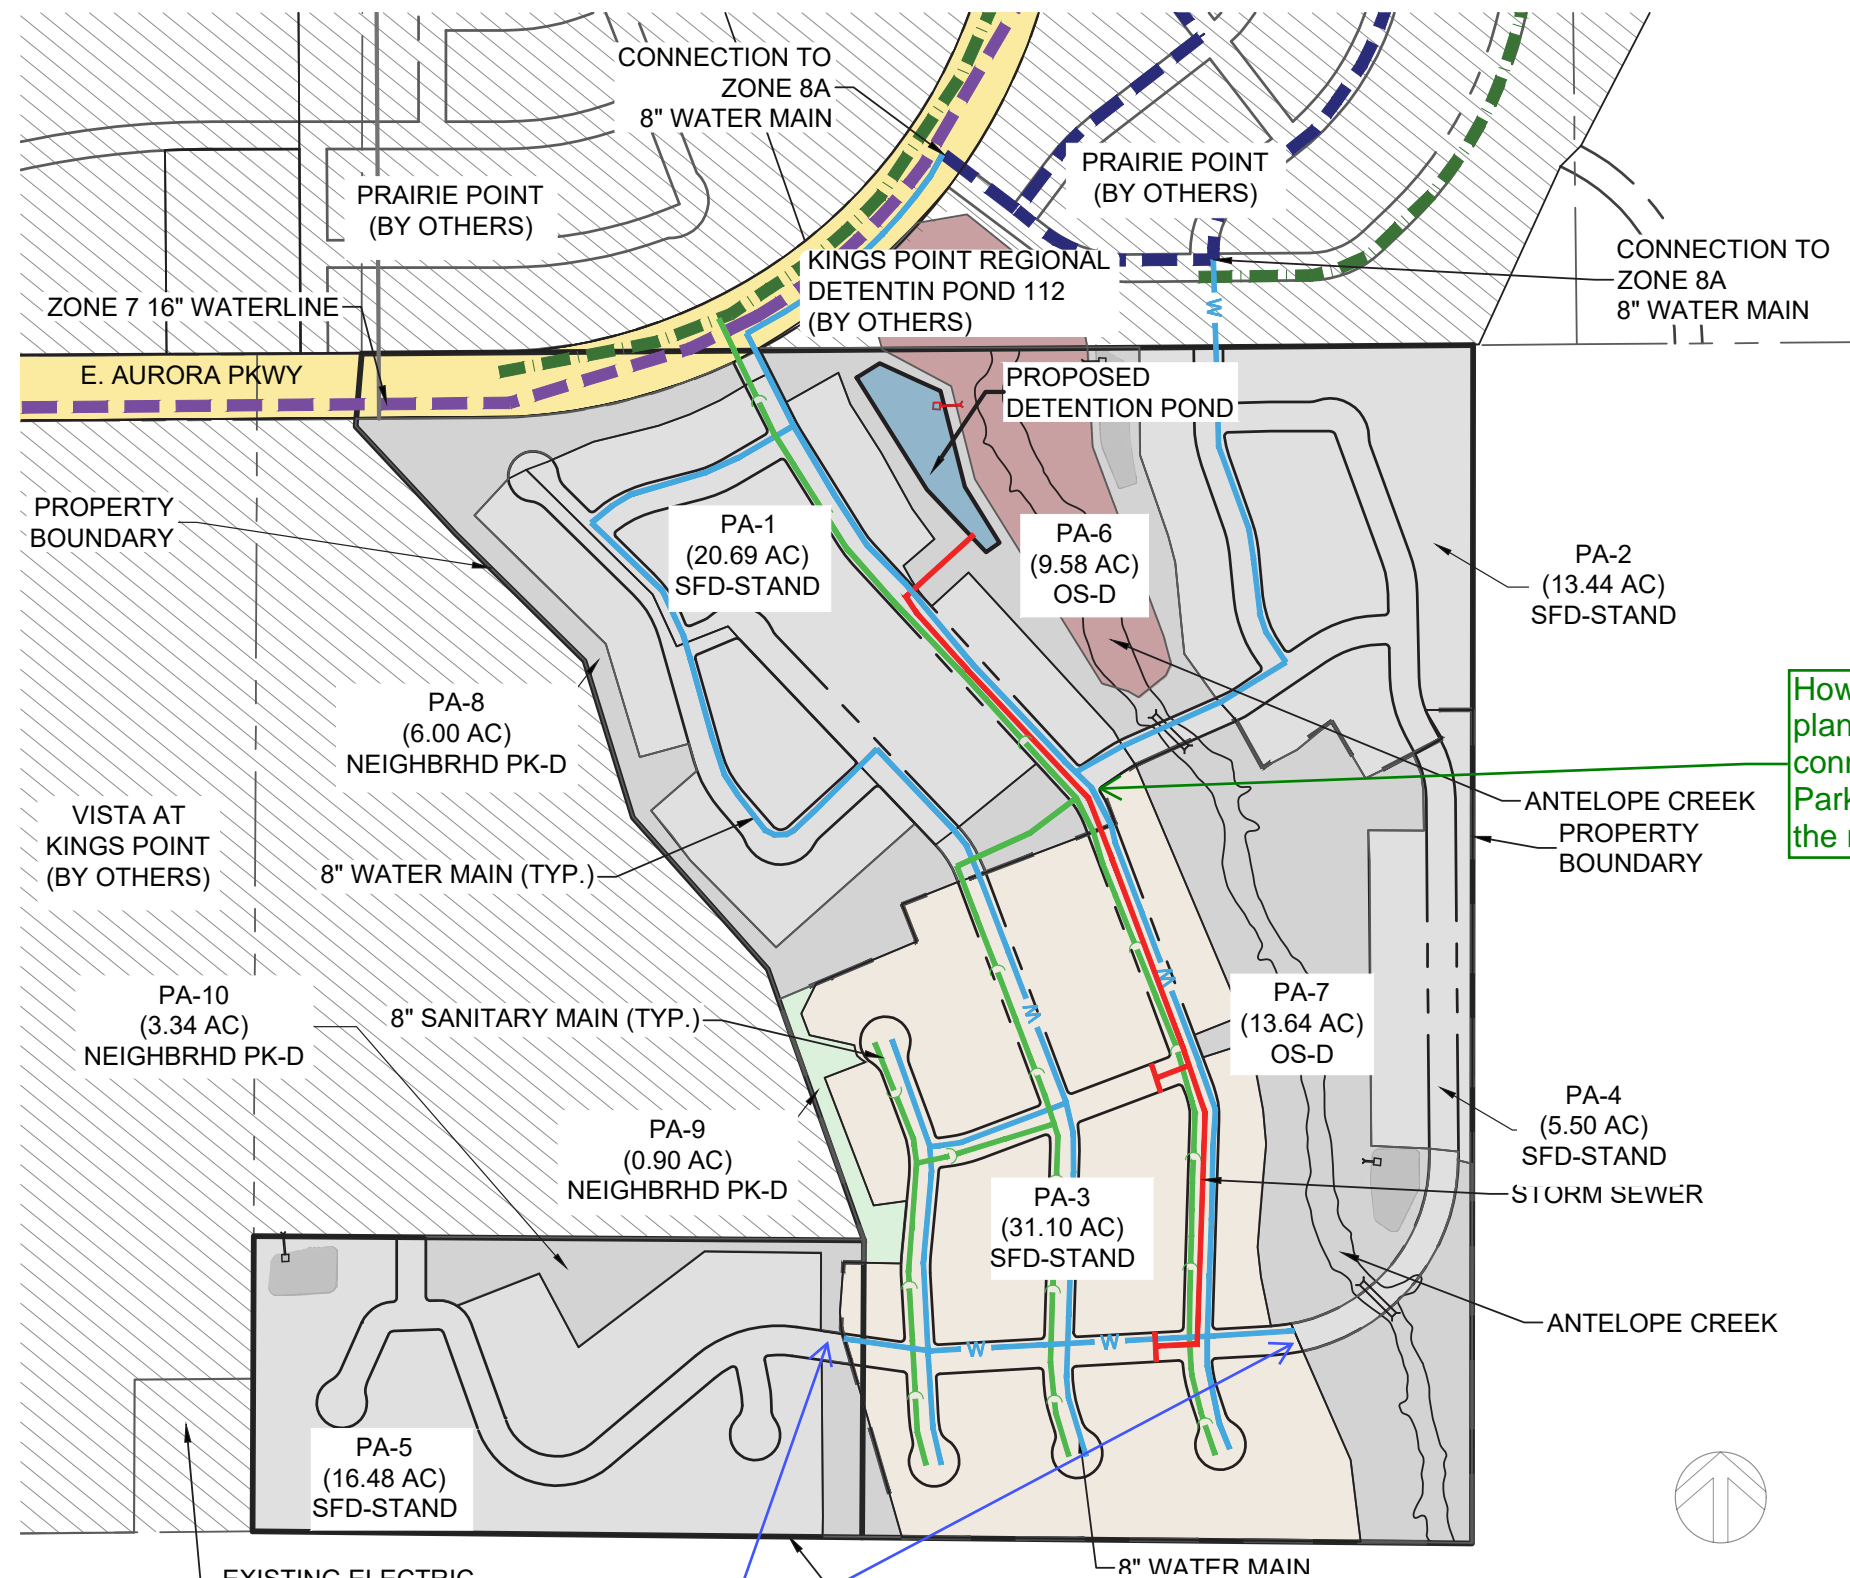 CONNECTION TO
ZONE 8A
8" WATER MAIN
PRAIRIE POINT
(BY OTHERS)
PRAIRIE POINT
(BY OTHERS)
CONNECTION TO
ZONE 8A
8" WATER MAIN
KINGS POINT REGIONAL
DETENTIN POND 112
(BY OTHERS)
ZONE 7 16" WATERLINE
W
E. AURORA PKWY
PROPOSED
DETENTION POND
PROPERTY
BOUNDARY
PA-1
(20.69 AC)
SFD-STAND
PA-6
(9.58 AC)
OS-D
PA-2
(13.44 AC)
SFD-STAND
PA-8
(6.00 AC)
NEIGHBRHD PK-D
How
plan
Park
ANTELOPE CREEK
PROPERTY
BOUNDARY
VISTA AT
KINGS POINT
(BY OTHERS)
8" WATER MAIN (TYP.)
W
W
PA-7
(13.64 AC)
OS-D
PA-10
(3.34 AC)
NEIGHBRHD PK-D
8" SANITARY MAIN (TYP.)
PA-4
(5.50 AC)
SFD-STAND
PA-9
(0.90 AC)
NEIGHBRHD PK-D
STORM SEWER
PA-3
(31.10 AC)
SFD-STAND
ANTELOPE CREEK
W
W
PA-5
(16.48 AC)
SFD-STAND
EXISTING ELECTRIC
8" WATER MAIN